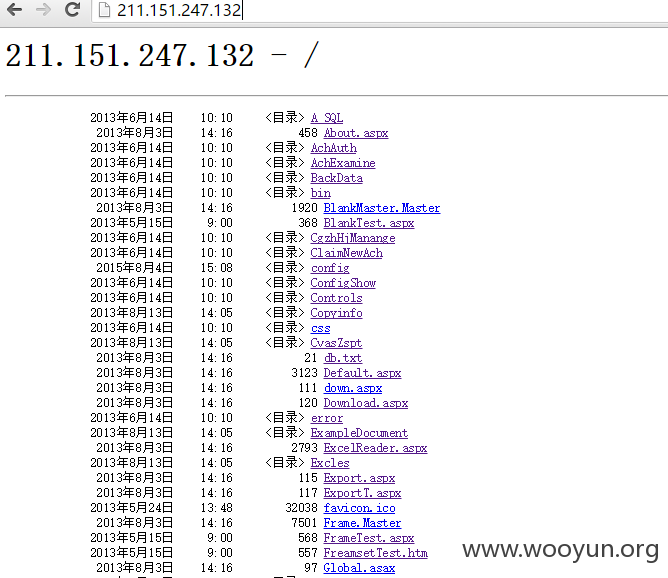 211.151.247.132
211.151.247.132 - /
2013年6月14日 10:10 <目录> A SQL
2013年8月3日 14:16 458 About.aspx
2013年6月14日 10:10 <目录> AchAuth
2013年6月14日 10:10 <目录> AchExamine
2013年6月14日 10:10 <目录> BackData
2013年6月14日 10:10 <目录> bin
2013年8月3日 14:16 1920 BlankMaster.Master
2013年5月15日 9:00 368 BlankTest.aspx
2013年6月14日 10:10 <目录> CgzhHjManange
2013年6月14日 10:10 <目录> ClaimNewAch
2015年8月4日 15:08 <目录> config
2013年6月14日 10:10 <目录> ConfigShow
2013年6月14日 10:10 <目录> Controls
2013年8月13日 14:05 <目录> Copyinfo
2013年6月14日 10:10 <目录> css
2013年8月13日 14:05 <目录> CvasZspt
2013年8月3日 14:16 21 db.txt
2013年8月3日 14:16 3123 Default.aspx
2013年8月3日 14:16 111 down.aspx
2013年8月3日 14:16 120 Download.aspx
2013年6月14日 10:10 <目录> error
2013年8月13日 14:05 <目录> ExampleDocument
2013年8月3日 14:16 2793 ExcelReader.aspx
2013年8月13日 14:05 <目录> Excles
2013年8月3日 14:16 115 Export.aspx
2013年8月3日 14:16 117 ExportT.aspx
2013年5月24日 13:48 32038 favicon.ico
2013年8月3日 14:16 7501 Frame.Master
2013年5月15日 9:00 568 FrameTest.aspx
2013年5月15日 9:00 557 FreamsetTest.htm
2013年8月3日 14:16 97 Global.asax
www.wooyun.org